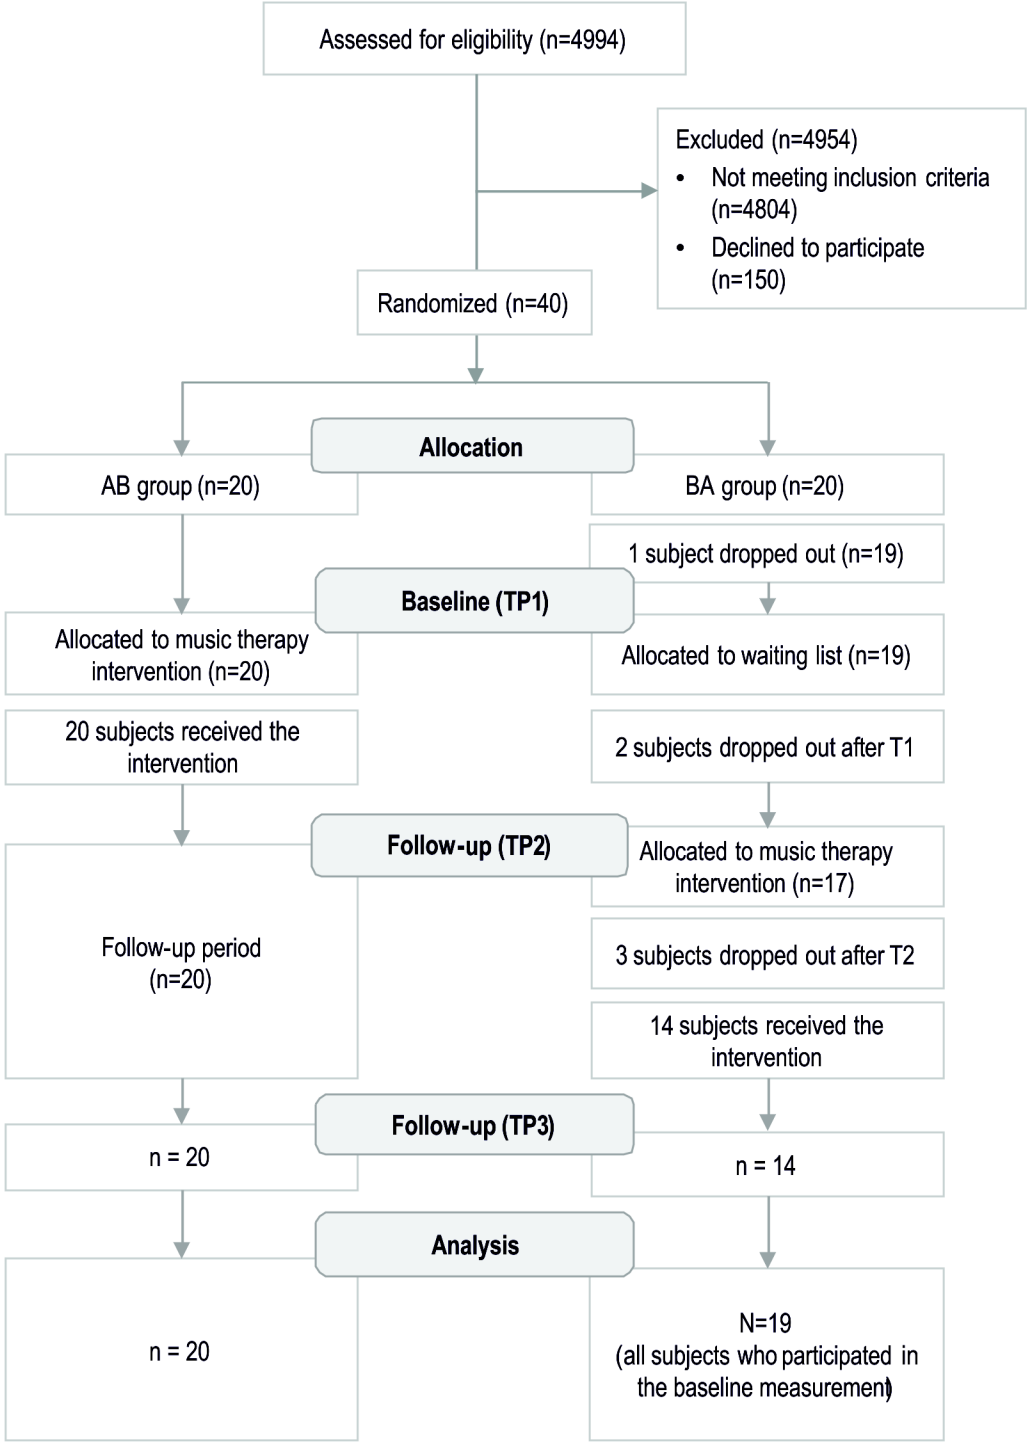 Assessed for eligibility (n=4994)
Excluded (n=4954)
• Not meeting inclusion criteria
(n=4804)
• Declined to participate
(n=150)
Randomized (n=40)
Allocation
AB group (n=20)
BA group (n=20)
1 subject dropped out (n=19)
Baseline (TP1)
Allocated to music therapy
intervention (n=20)
Allocated to waiting list (n=19)
20 subjects received the
intervention
2 subjects dropped out after T1
Follow-up (TP2)
Allocated to music therapy
intervention (n=17)
Follow-up period
(n=20)
3 subjects dropped out after T2
14 subjects received the
intervention
Follow-up (TP3)
n = 20
n = 14
Analysis
n = 20
N=19
(all subjects who participated in
the baseline measurement)